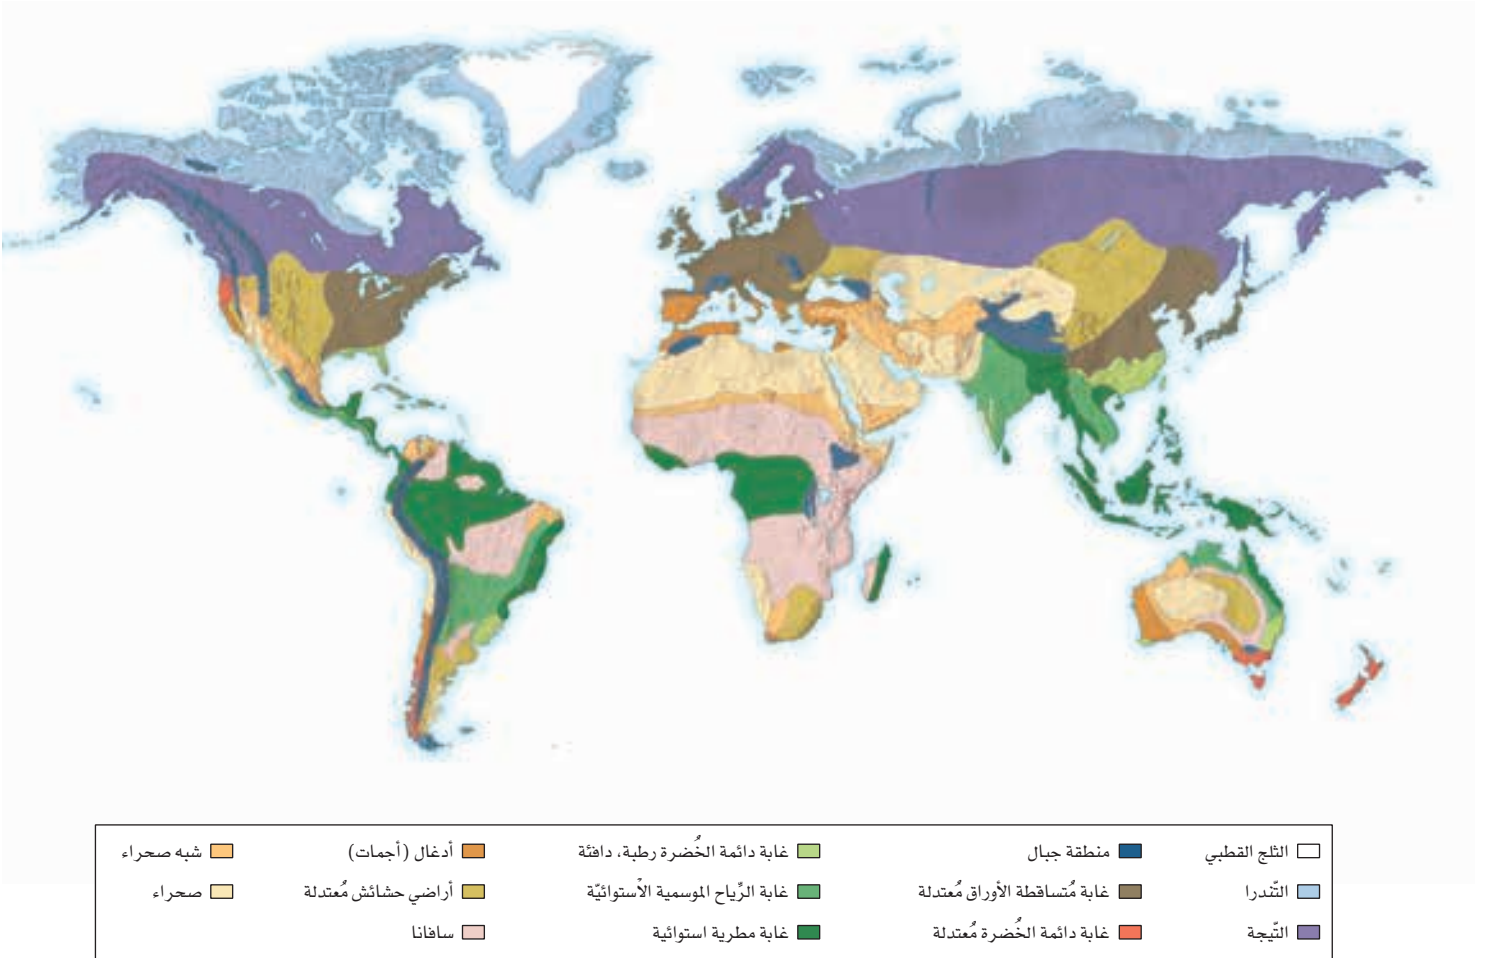 الثلج القطبي
التّندرا
التّيجة
منطقة جبال
غابة مُتساقطة الأوراق مُعتدلة
غابة دائمة الخُضرة مُعتدلة
غابة دائمة الخُضرة رطبة، دافئة
غابة الرِّياح الموسمية الأستوائيّة
غابة مطرية استوائية
أدغال (أجمات)
أراضي حشائش مُعتدلة
سافانا
شبه صحراء
صحراء